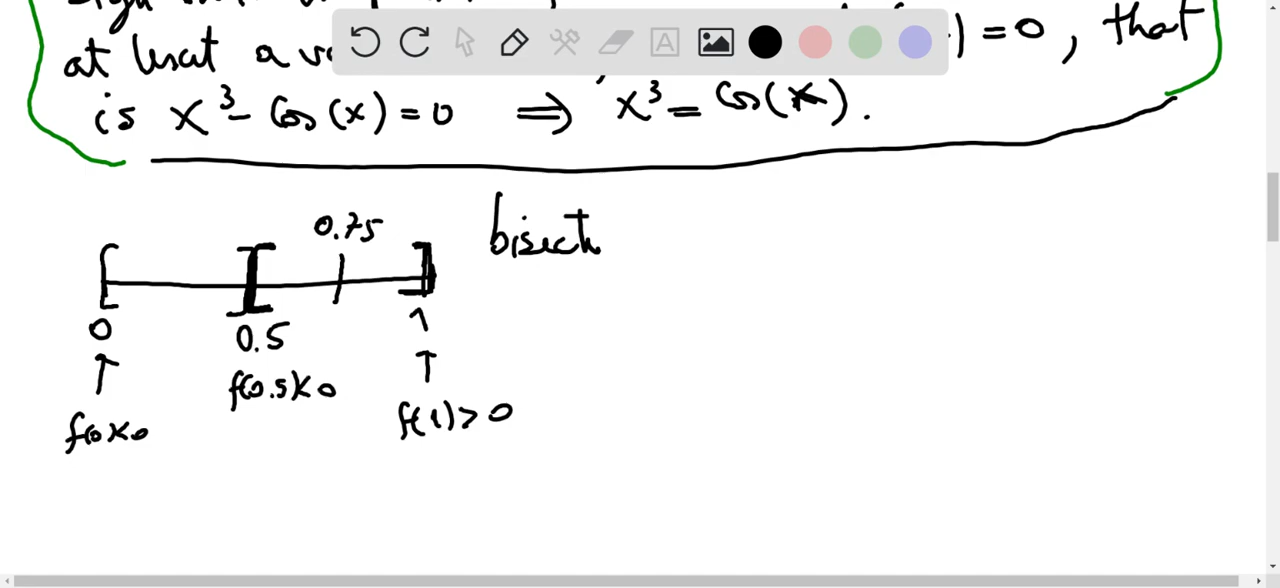 at least a v
) = 0 , that
is x³ - Cos(x) = 0 ⟹ x³ = Cos(x).
0.75 bisect
0 0.5 1
↑ f(0.5)<0 ↑
f(0)<0 f(1)>0
A